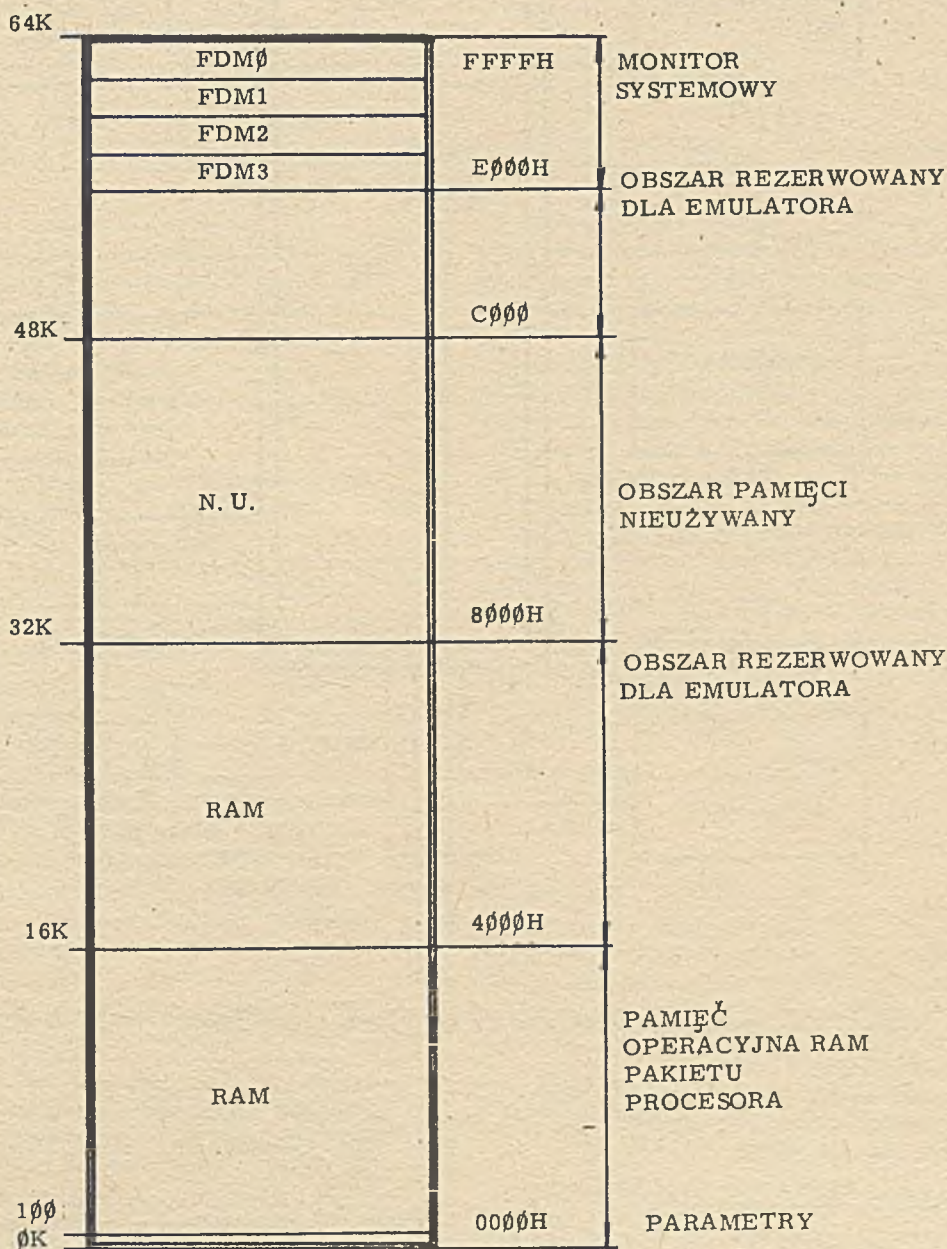 64K
FDMØ FFFFH MONITOR
SYSTEMOWY
FDM1
FDM2
FDM3 EØØØH OBSZAR REZERWOWANY
DLA EMULATORA
CØØØ
48K
N. U. OBSZAR PAMIĘCI
NIEUŻYWANY
8ØØØH
32K
OBSZAR REZERWOWANY
DLA EMULATORA
RAM
4ØØØH
16K
PAMIĘĆ
OPERACYJNA RAM
PAKIETU
PROCESORA
RAM
1ØØ
ØK
00ØØH PARAMETRY